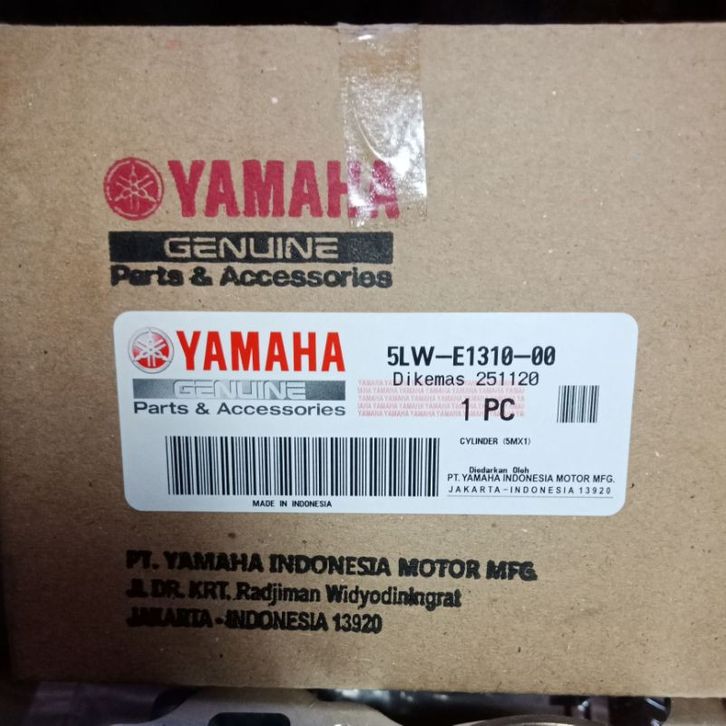 YAMAHA
GENUINE
Parts & Accessories
YAMAHA
GENUINE
Parts & Accessories
5LW-E1310-00
Dikemas 251120
1 PC
CYLINDER (5MX1)
Diedarkan Oleh
PT. YAMAHA INDONESIA MOTOR MFG.
JAKARTA-INDONESIA 13920
MADE IN INDONESIA
PT. YAMAHA INDONESIA MOTOR MFG
JL. DR. KRT. Radjiman Widyodiningrat
JAKARTA - INDONESIA 13920